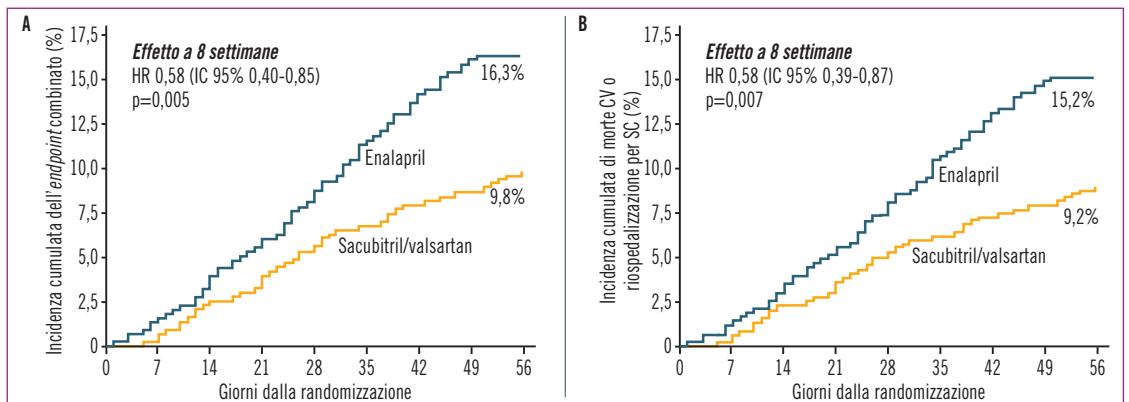 A
Incidenza cumulata dell'endpoint combinato (%)
17,5
15,0
12,5
10,0
7,5
5,0
2,5
0
Effetto a 8 settimane
HR 0,58 (IC 95% 0,40-0,85)
p=0,005
16,3%
Enalapril
9,8%
Sacubitril/valsartan
0 7 14 21 28 35 42 49 56
Giorni dalla randomizzazione
B
Incidenza cumulata di morte CV o
riospedalizzazione per SC (%)
17,5
15,0
12,5
10,0
7,5
5,0
2,5
0
Effetto a 8 settimane
HR 0,58 (IC 95% 0,39-0,87)
p=0,007
15,2%
Enalapril
9,2%
Sacubitril/valsartan
0 7 14 21 28 35 42 49 56
Giorni dalla randomizzazione